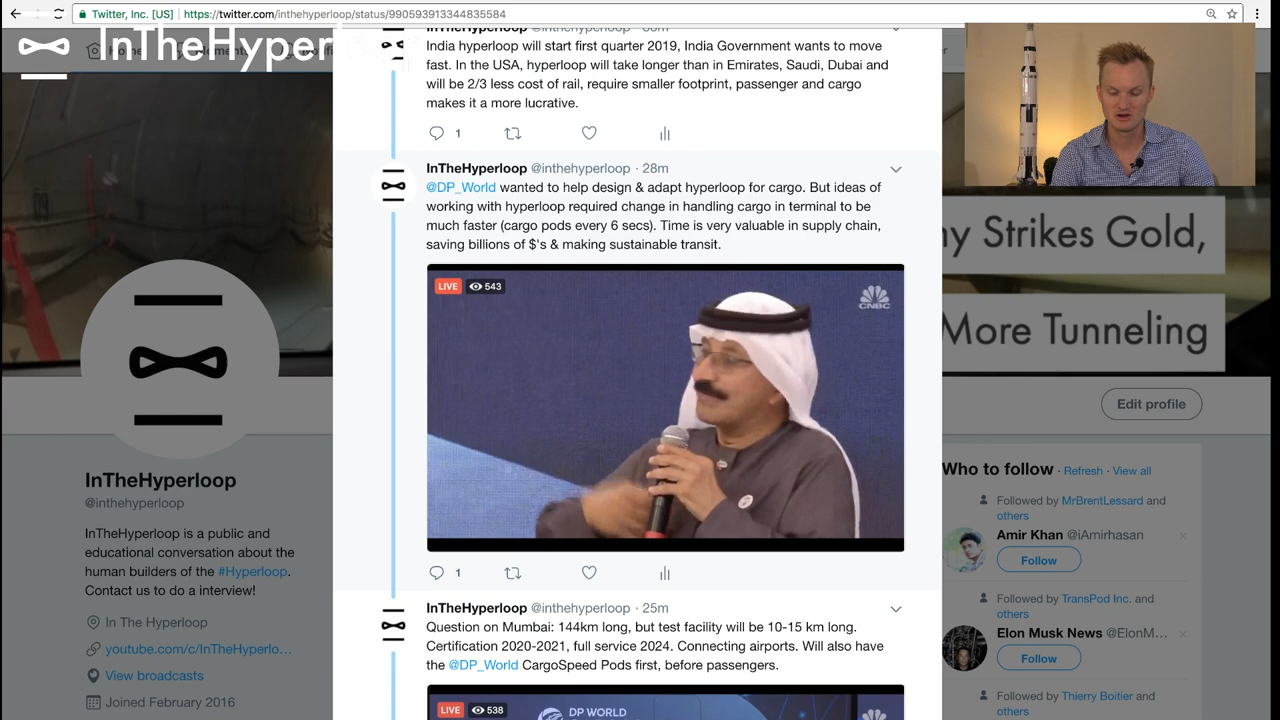 Twitter, Inc. [US]
https://twitter.com/inthehyperloop/status/990593913344835584
InTheHyper
InTheHyperloop @inthehyperloop
India hyperloop will start first quarter 2019, India Government wants to move
fast. In the USA, hyperloop will take longer than in Emirates, Saudi, Dubai and
will be 2/3 less cost of rail, require smaller footprint, passenger and cargo
makes it a more lucrative.
1
InTheHyperloop @inthehyperloop · 28m
@DP_World wanted to help design & adapt hyperloop for cargo. But ideas of
working with hyperloop required change in handling cargo in terminal to be
much faster (cargo pods every 6 secs). Time is very valuable in supply chain,
saving billions of $'s & making sustainable transit.
LIVE 543
CNBC
1
InTheHyperloop @inthehyperloop · 25m
Question on Mumbai: 144km long, but test facility will be 10-15 km long.
Certification 2020-2021, full service 2024. Connecting airports. Will also have
the @DP_World CargoSpeed Pods first, before passengers.
LIVE 538
DP WORLD
InTheHyperloop
@inthehyperloop
InTheHyperloop is a public and
educational conversation about the
human builders of the #Hyperloop.
Contact us to do a interview!
In The Hyperloop
youtube.com/c/InTheHyperlo...
View broadcasts
Joined February 2016
ny Strikes Gold,
More Tunneling
Edit profile
Who to follow · Refresh · View all
Followed by MrBrentLessard and
others
Amir Khan @iAmirhasan
Follow
Followed by TransPod Inc. and
others
Elon Musk News @ElonM...
Follow
Followed by Thierry Boitier and
others